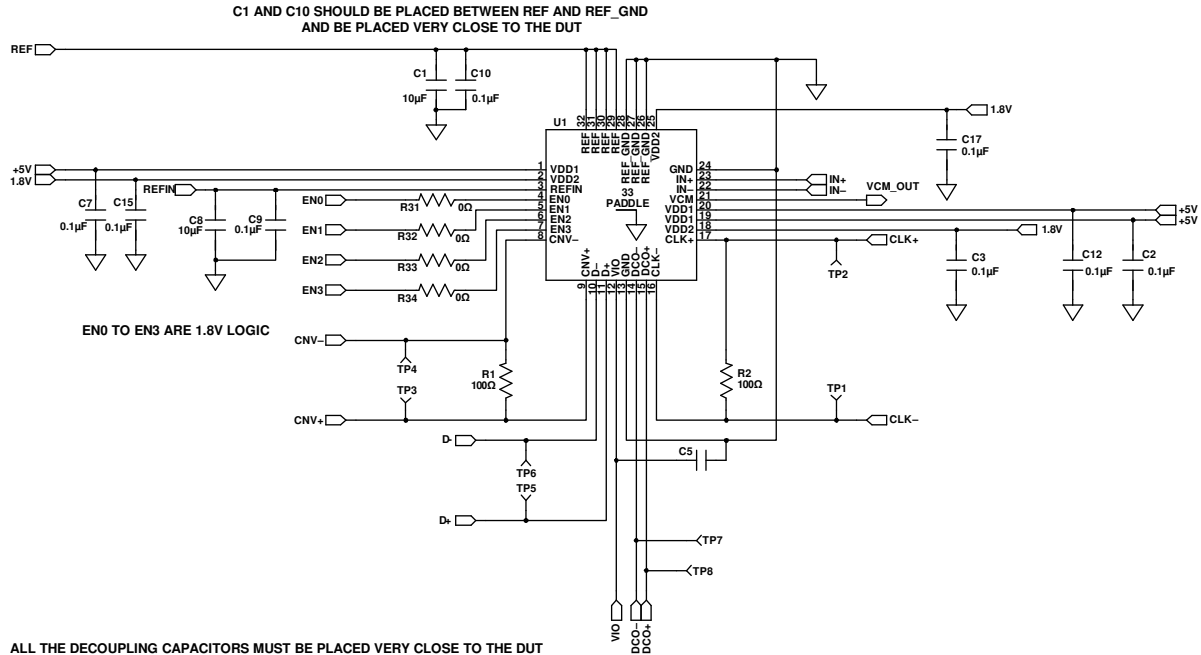 C1 AND C10 SHOULD BE PLACED BETWEEN REF AND REF_GND
AND BE PLACED VERY CLOSE TO THE DUT
REF
C1
10µF
C10
0.1µF
U1
32
31
30
29
28
27
26
25
REF
REF
REF
REF
REF_GND
REF_GND
REF_GND
VDD2
1.8V
C17
0.1µF
+5V
1.8V
REFIN
C7
0.1µF
C15
0.1µF
C8
10µF
C9
0.1µF
EN0
R31
0Ω
EN1
R32
0Ω
EN2
R33
0Ω
EN3
R34
0Ω
1 VDD1
2 VDD2
3 REFIN
4 EN0
5 EN1
6 EN2
7 EN3
8 CNV–
33
PADDLE
GND 24
IN+ 23
IN– 22
VCM 21
VDD1 20
VDD1 19
VDD2 18
CLK+ 17
IN+
IN–
VCM_OUT
+5V
+5V
1.8V
CLK+
TP2
C3
0.1µF
C12
0.1µF
C2
0.1µF
CNV+
D–
D+
VIO
GND
DCO–
DCO+
CLK–
9
10
11
12
13
14
15
16
EN0 TO EN3 ARE 1.8V LOGIC
CNV–
TP4
TP3
R1
100Ω
CNV+
R2
100Ω
TP1
CLK–
D-
TP6
TP5
D+
C5
TP7
TP8
VIO
DCO–
DCO+
ALL THE DECOUPLING CAPACITORS MUST BE PLACED VERY CLOSE TO THE DUT